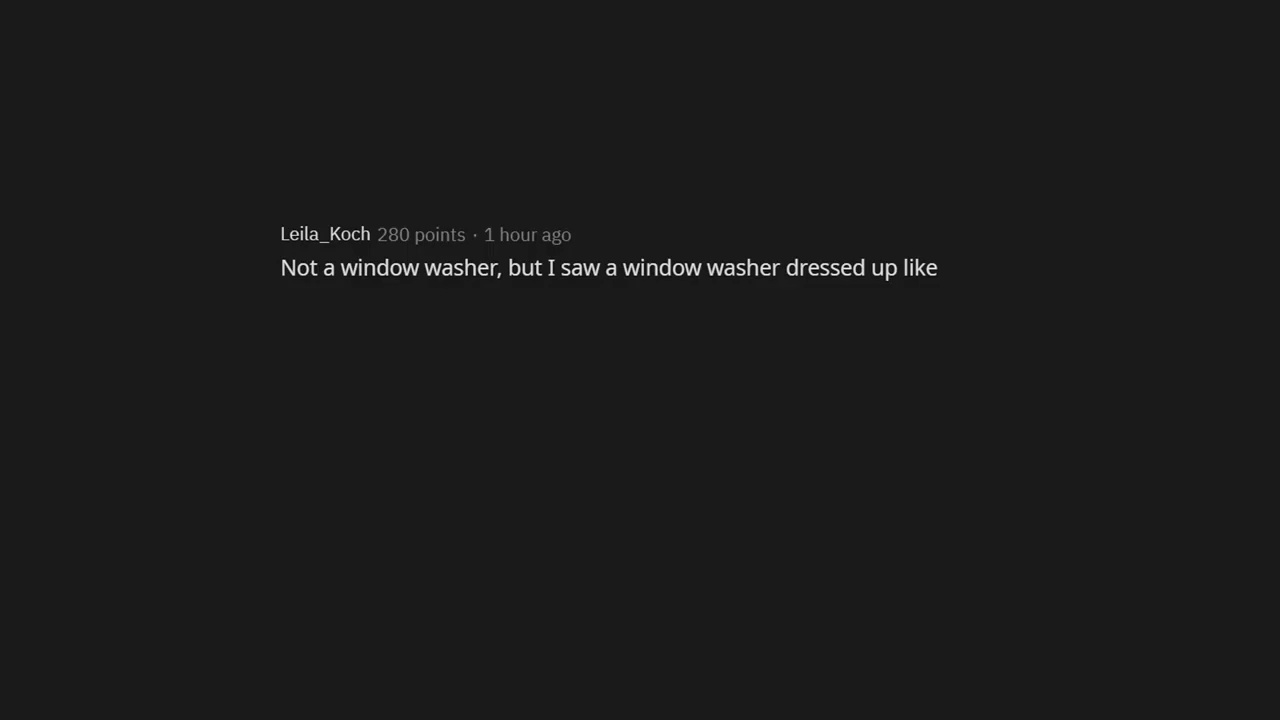 Leila_Koch 280 points · 1 hour ago
Not a window washer, but I saw a window washer dressed up like